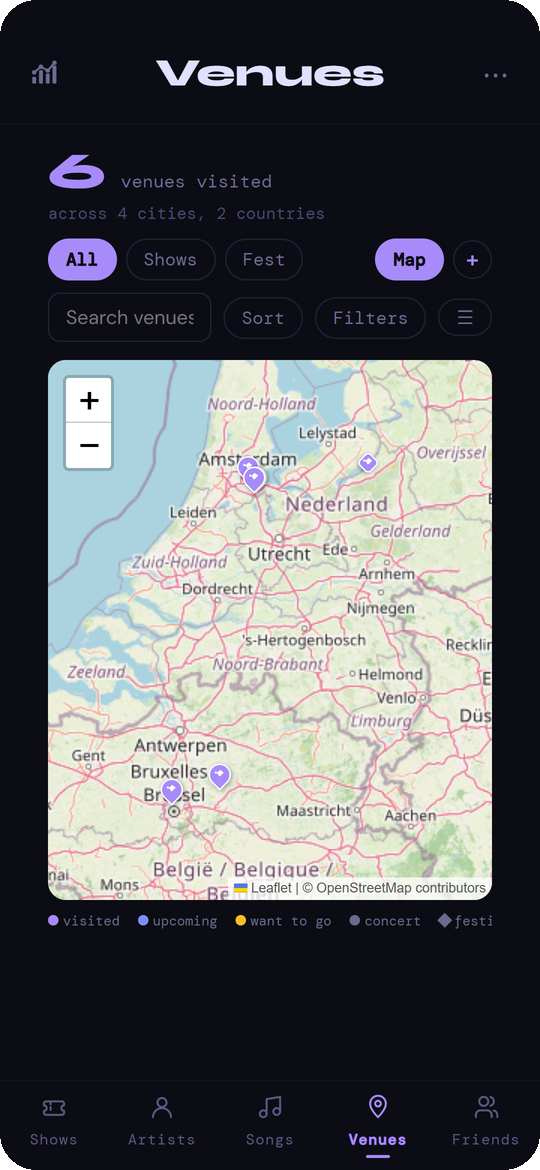 Venues
6 venues visited
across 4 cities, 2 countries
All Shows Fest Map +
Search venues Sort Filters
+
−
Noord-Holland
Lelystad
Overijssel
Amsterdam
Nederland
Leiden
Gelderland
Utrecht Ede
Zuid-Holland
Arnhem
Dordrecht
Nijmegen
's-Hertogenbosch
Recklin
Noord-Brabant
Zeeland
Helmond
E
Venlo
Limburg
Düs
Antwerpen
Gent
Bruxelles
Brussel
Maastricht
Aachen
België / Belgique /
nai
Mons
Leaflet | © OpenStreetMap contributors
visited upcoming want to go concert festi
Shows Artists Songs Venues Friends